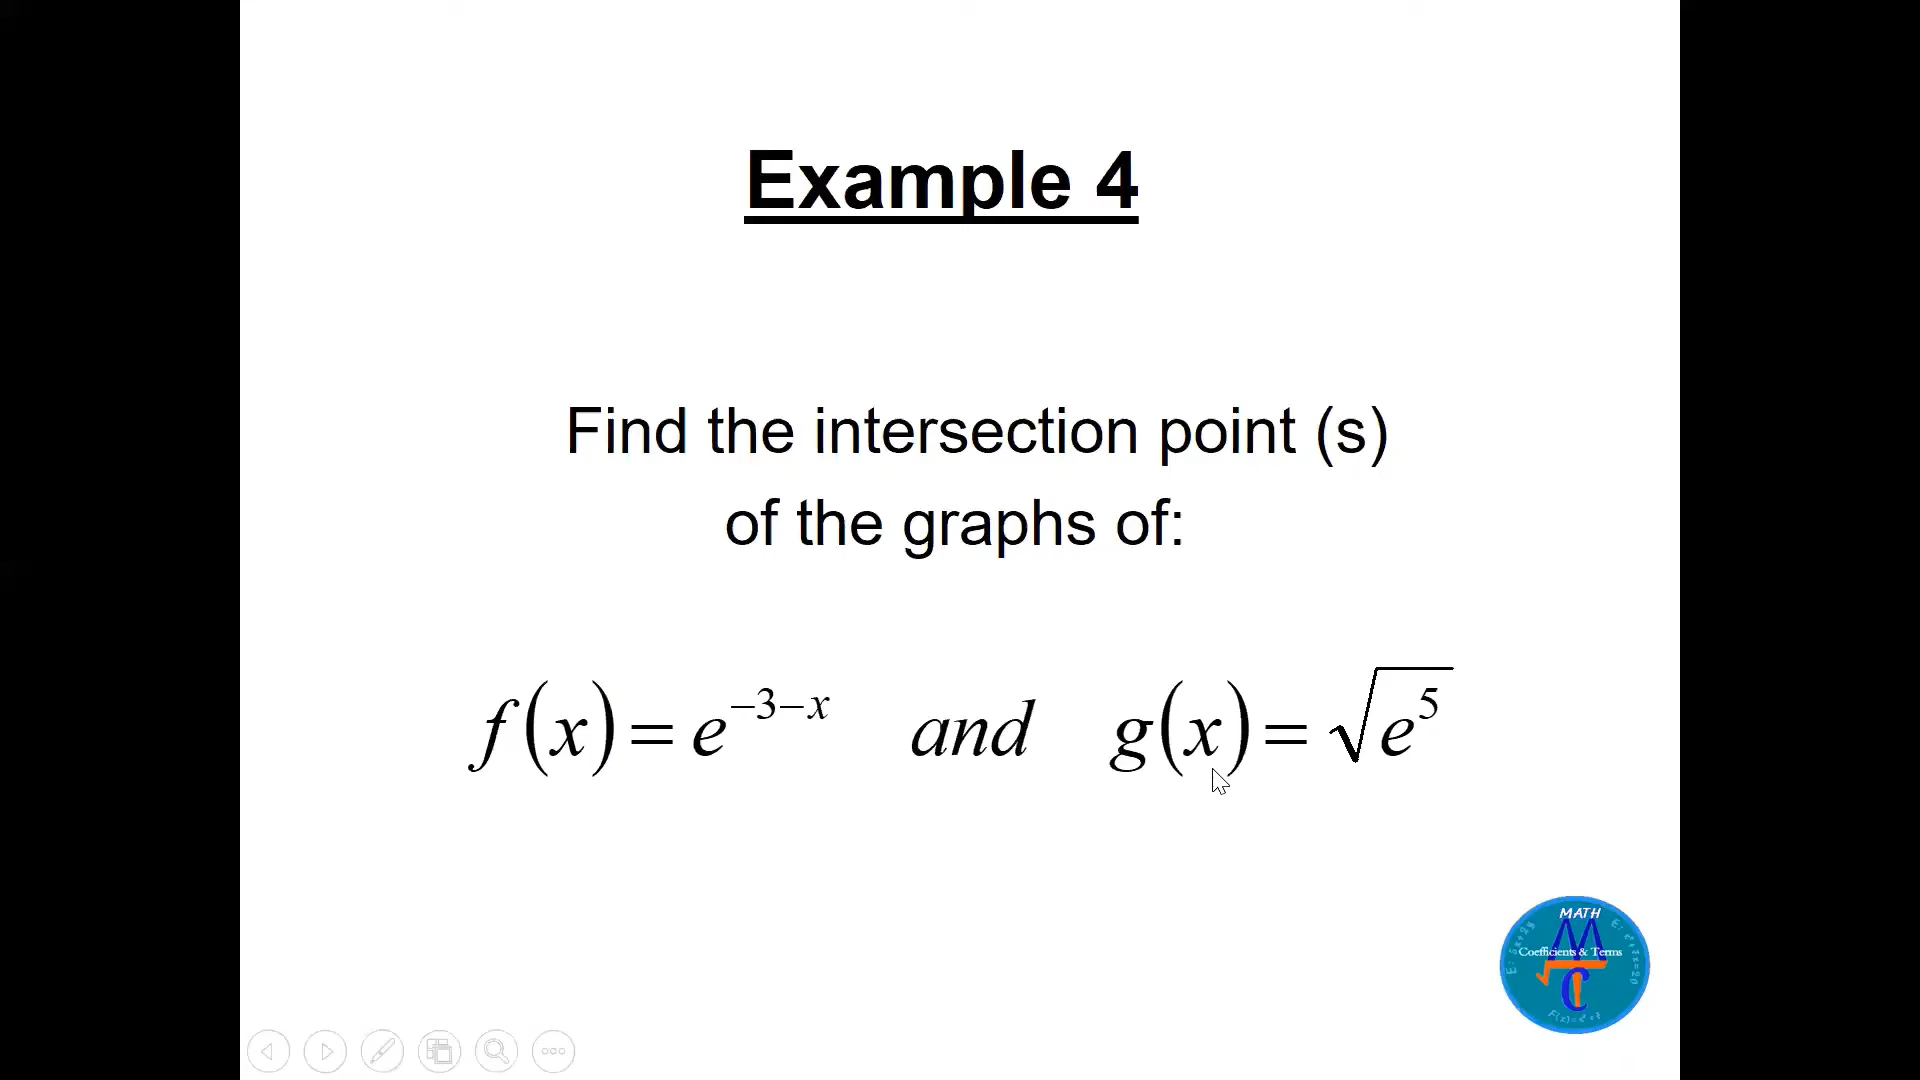 Example 4
Find the intersection point (s)
of the graphs of:
f(x) = e^{-3-x} and g(x) = √e^5
MATH
Coefficients & Terms